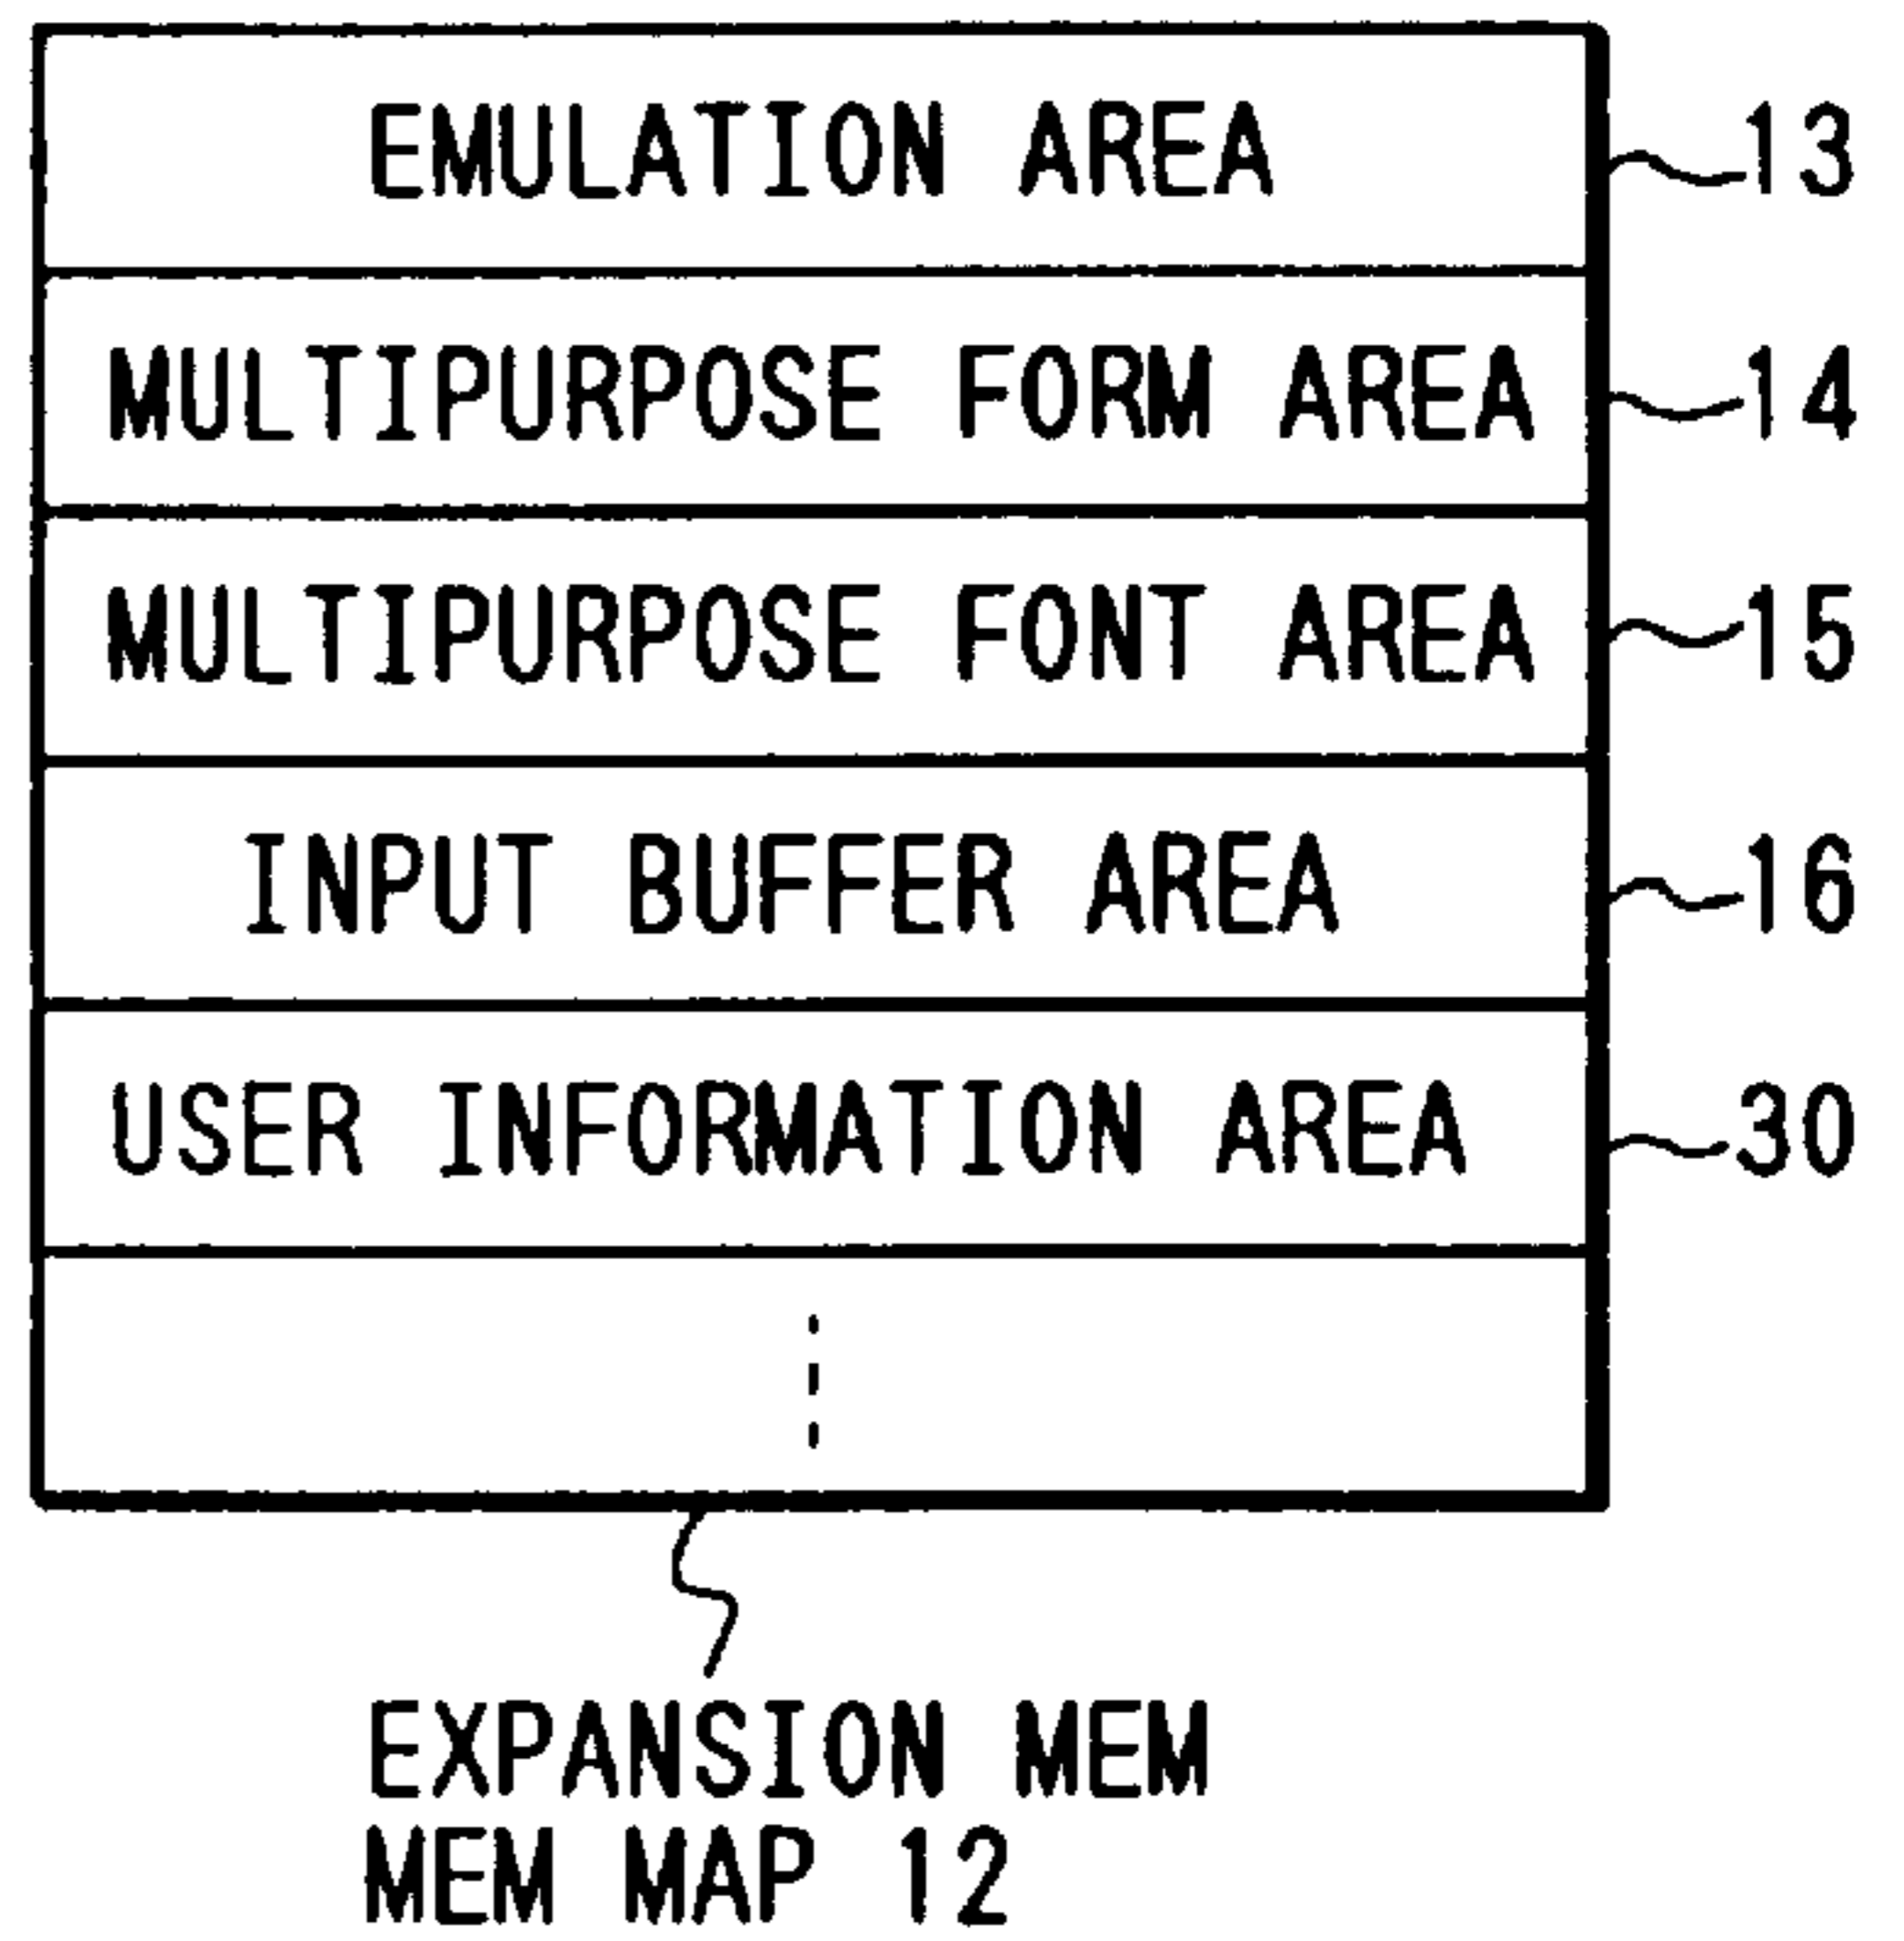 EMULATION AREA 13
MULTIPURPOSE FORM AREA 14
MULTIPURPOSE FONT AREA 15
INPUT BUFFER AREA 16
USER INFORMATION AREA 30
EXPANSION MEM
MEM MAP 12